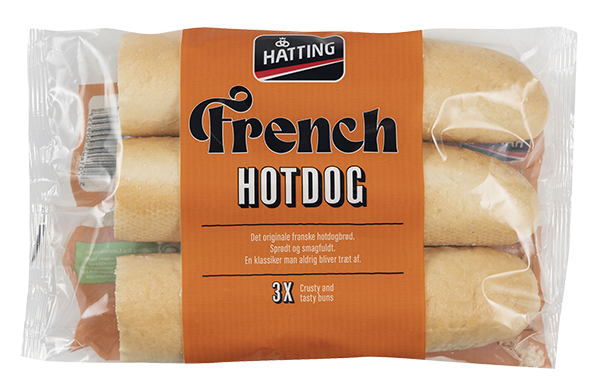 HATTING
French
HOTDOG
Det originale franske hotdogbrød.
Sprødt og smagfuldt.
En klassiker man aldrig bliver træt af.
3X Crusty and
tasty buns